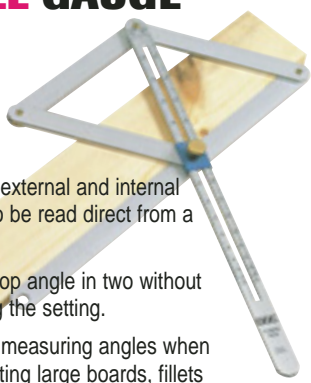 LE GAUGE
external and internal
o be read direct from a
op angle in two without
g the setting.
measuring angles when
ting large boards, fillets